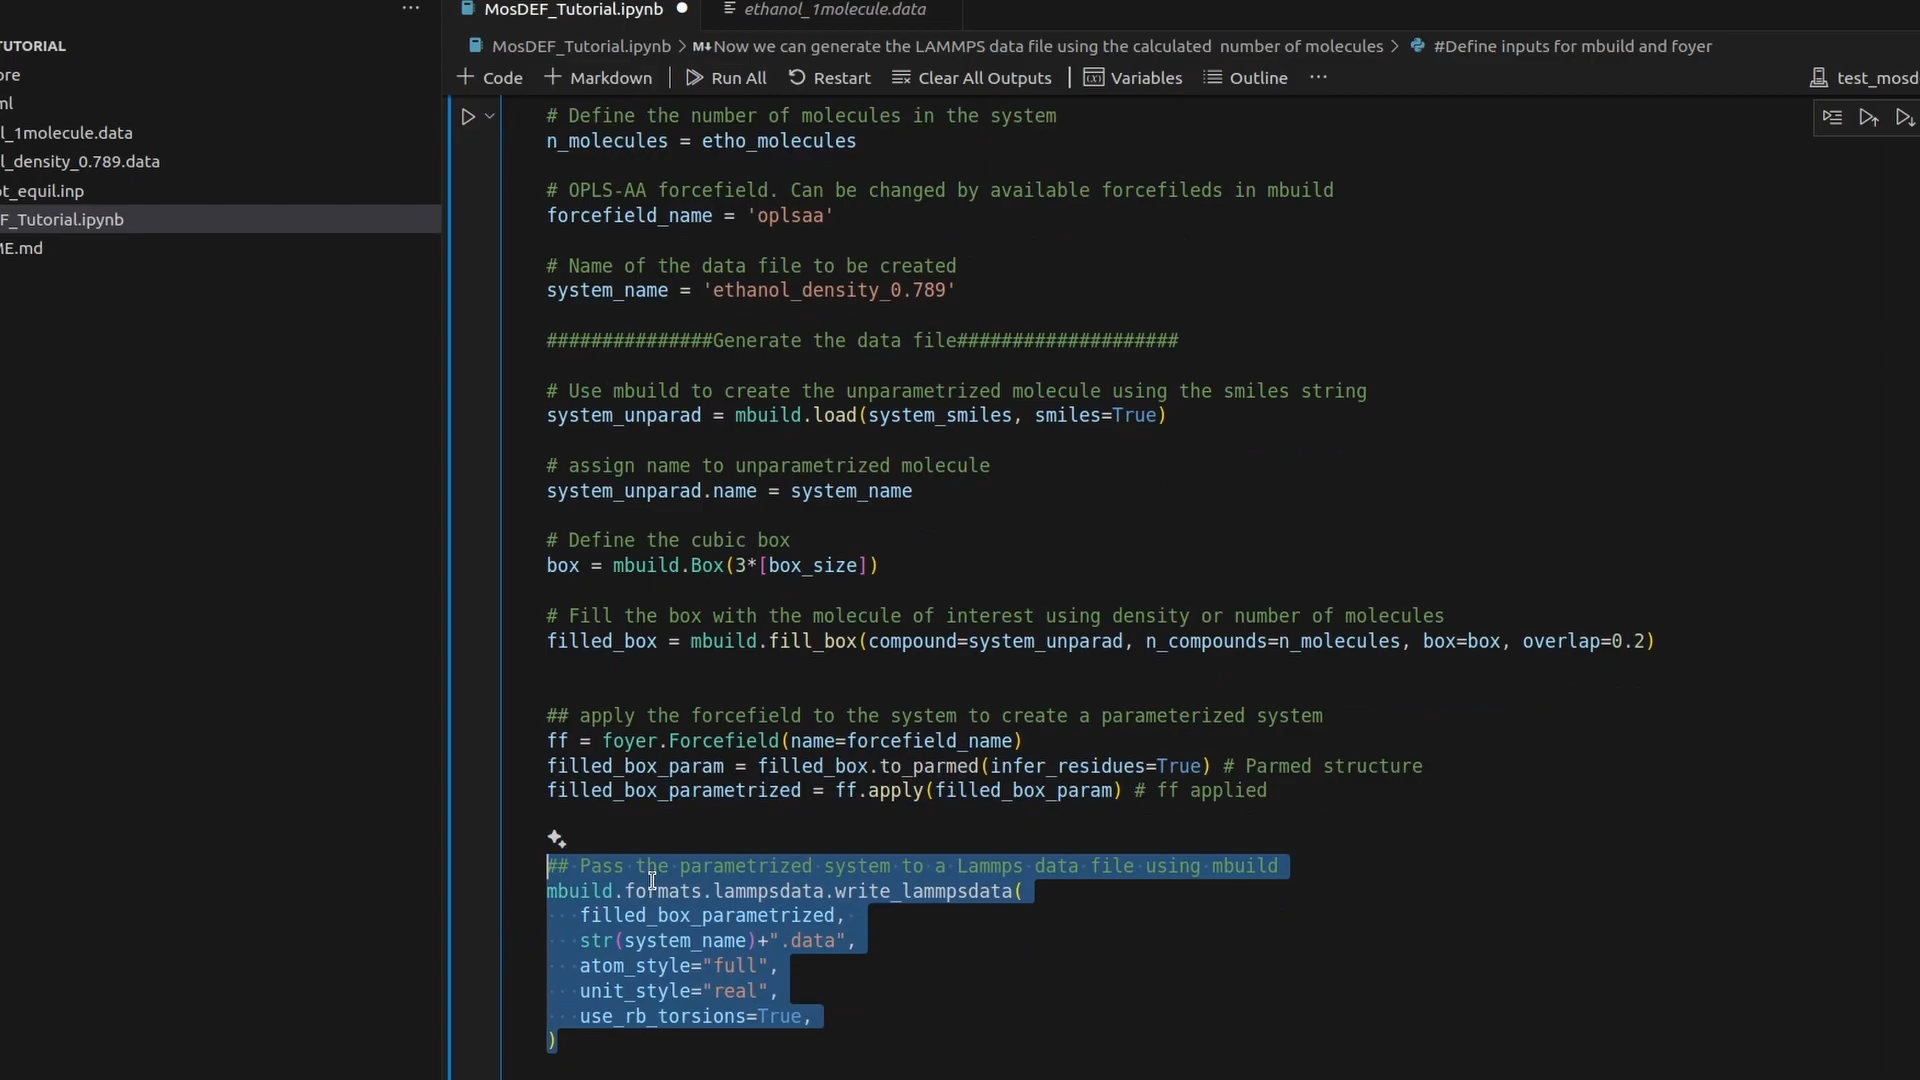 MosDEF_Tutorial.ipynb
ethanol_1molecule.data
TUTORIAL
ore
ml
l_1molecule.data
l_density_0.789.data
ot_equil.inp
F_Tutorial.ipynb
ME.md
MosDEF_Tutorial.ipynb > M↓Now we can generate the LAMMPS data file using the calculated number of molecules > #Define inputs for mbuild and foyer
+ Code + Markdown | Run All Restart Clear All Outputs | Variables Outline ···
test_mosd
# Define the number of molecules in the system
n_molecules = etho_molecules
# OPLS-AA forcefield. Can be changed by available forcefileds in mbuild
forcefield_name = 'oplsaa'
# Name of the data file to be created
system_name = 'ethanol_density_0.789'
###############Generate the data file####################
# Use mbuild to create the unparametrized molecule using the smiles string
system_unparad = mbuild.load(system_smiles, smiles=True)
# assign name to unparametrized molecule
system_unparad.name = system_name
# Define the cubic box
box = mbuild.Box(3*[box_size])
# Fill the box with the molecule of interest using density or number of molecules
filled_box = mbuild.fill_box(compound=system_unparad, n_compounds=n_molecules, box=box, overlap=0.2)
## apply the forcefield to the system to create a parameterized system
ff = foyer.Forcefield(name=forcefield_name)
filled_box_param = filled_box.to_parmed(infer_residues=True) # Parmed structure
filled_box_parametrized = ff.apply(filled_box_param) # ff applied
## Pass the parametrized system to a Lammps data file using mbuild
mbuild.formats.lammpsdata.write_lammpsdata(
filled_box_parametrized,
str(system_name)+".data",
atom_style="full",
unit_style="real",
use_rb_torsions=True,
)